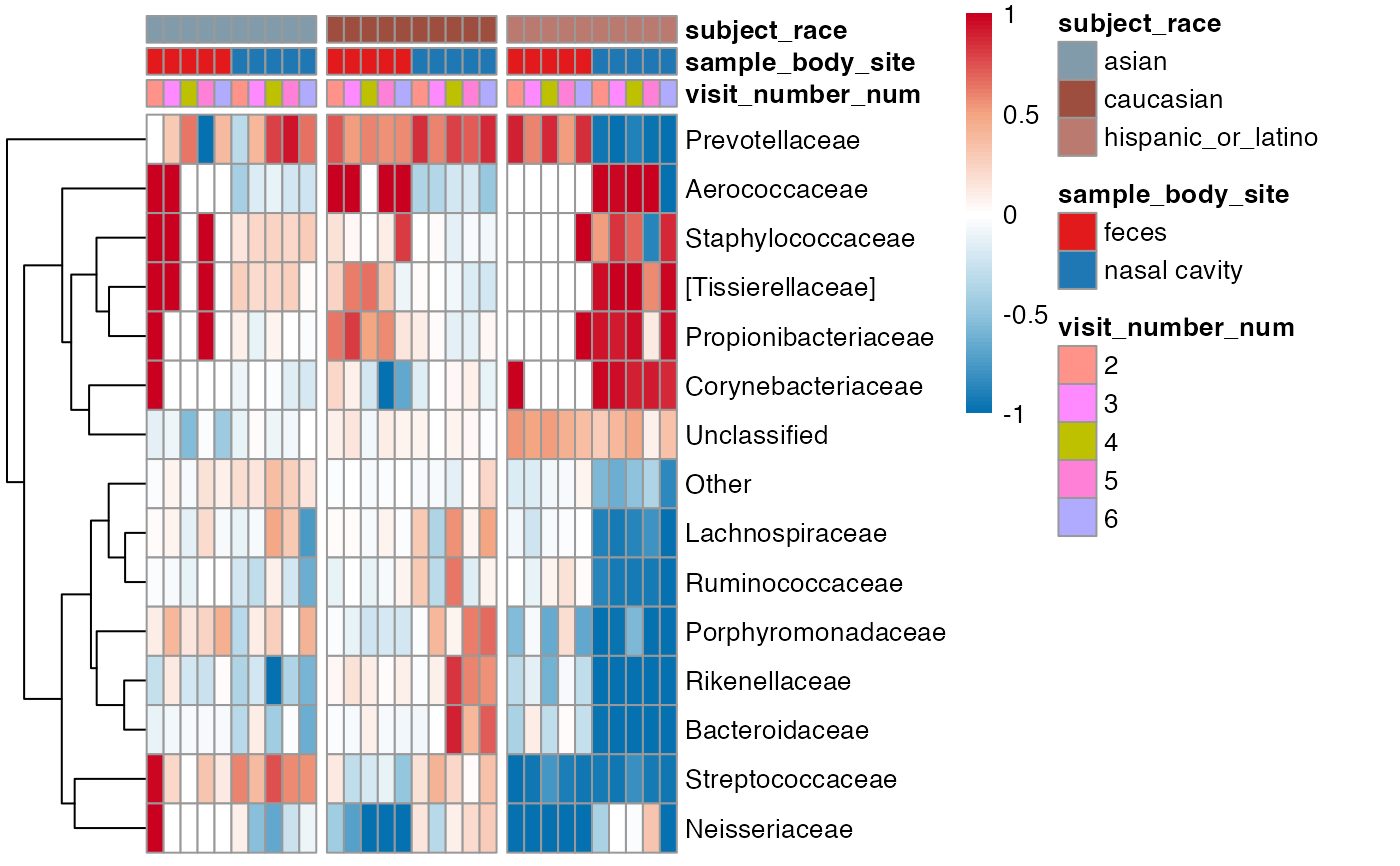 subject_race
sample_body_site
visit_number_num
Prevotellaceae
Aerococcaceae
Staphylococcaceae
[Tissierellaceae]
Propionibacteriaceae
Corynebacteriaceae
Unclassified
Other
Lachnospiraceae
Ruminococcaceae
Porphyromonadaceae
Rikenellaceae
Bacteroidaceae
Streptococcaceae
Neisseriaceae
1
0.5
0
-0.5
-1
subject_race
asian
caucasian
hispanic_or_latino
sample_body_site
feces
nasal cavity
visit_number_num
2
3
4
5
6